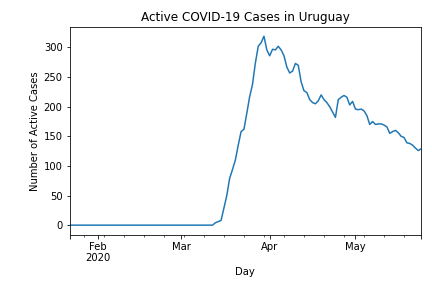 Active COVID-19 Cases in Uruguay
Number of Active Cases
300
250
200
150
100
50
0
Feb
2020
Mar
Apr
May
Day